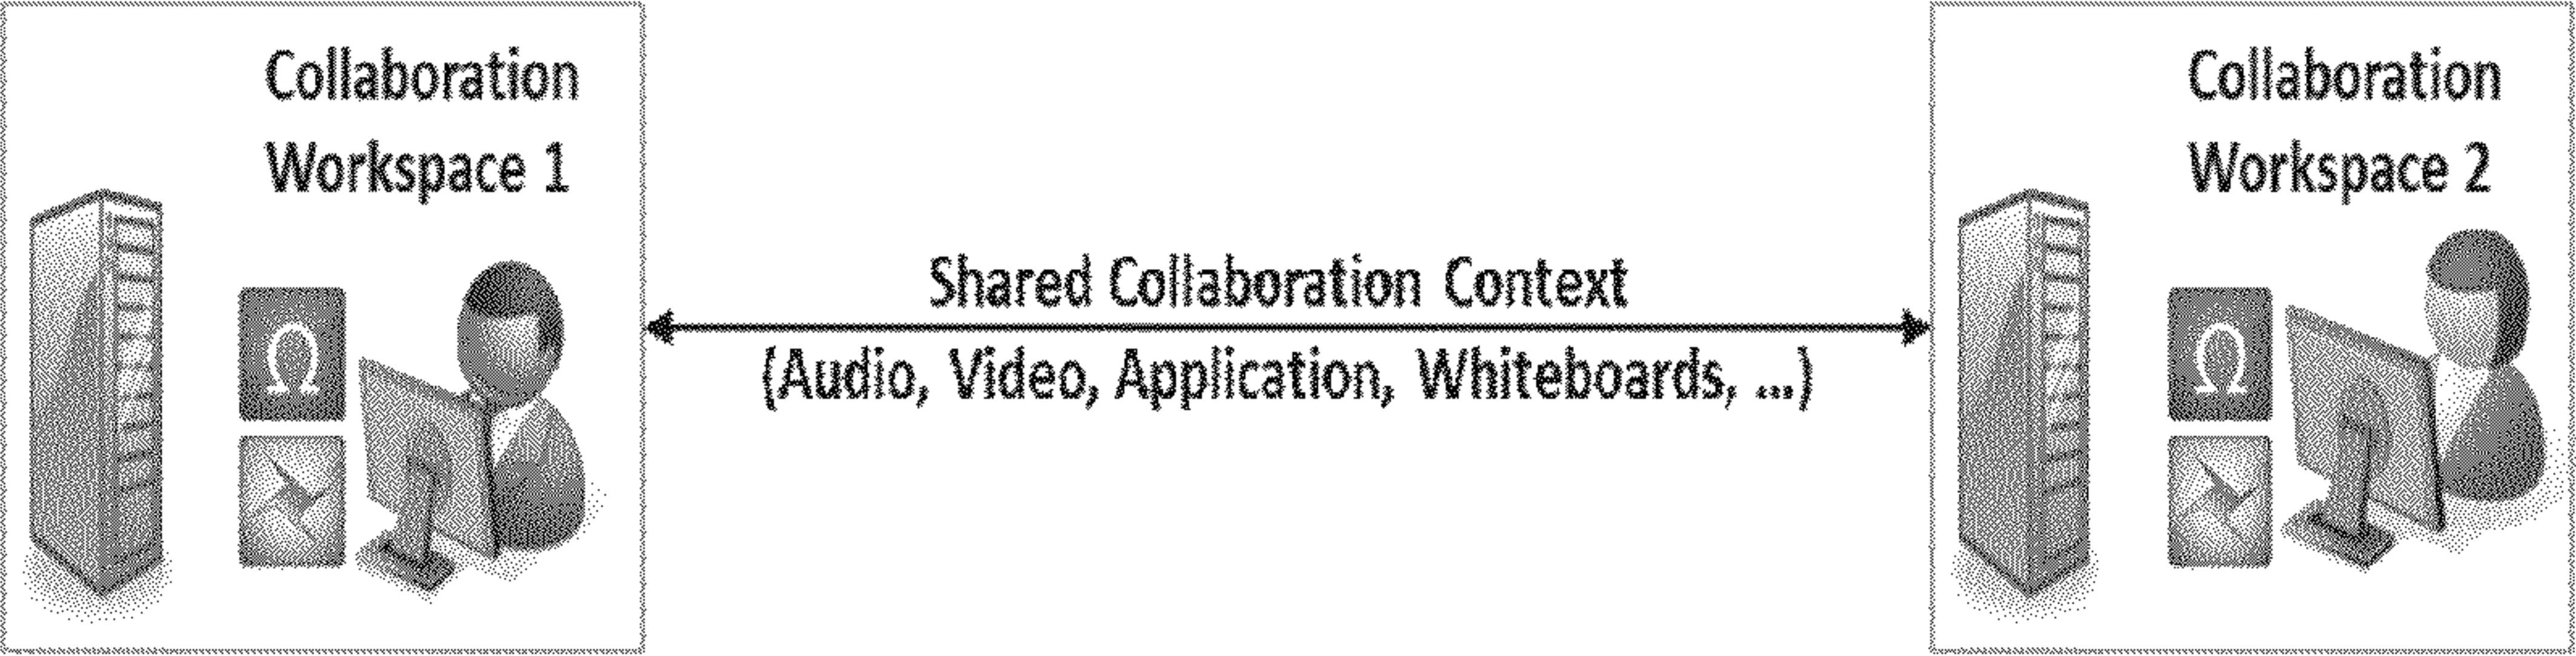 Collaboration
Workspace 1
Ω
Shared Collaboration Context
(Audio, Video, Application, Whiteboards, ...)
Collaboration
Workspace 2
Ω